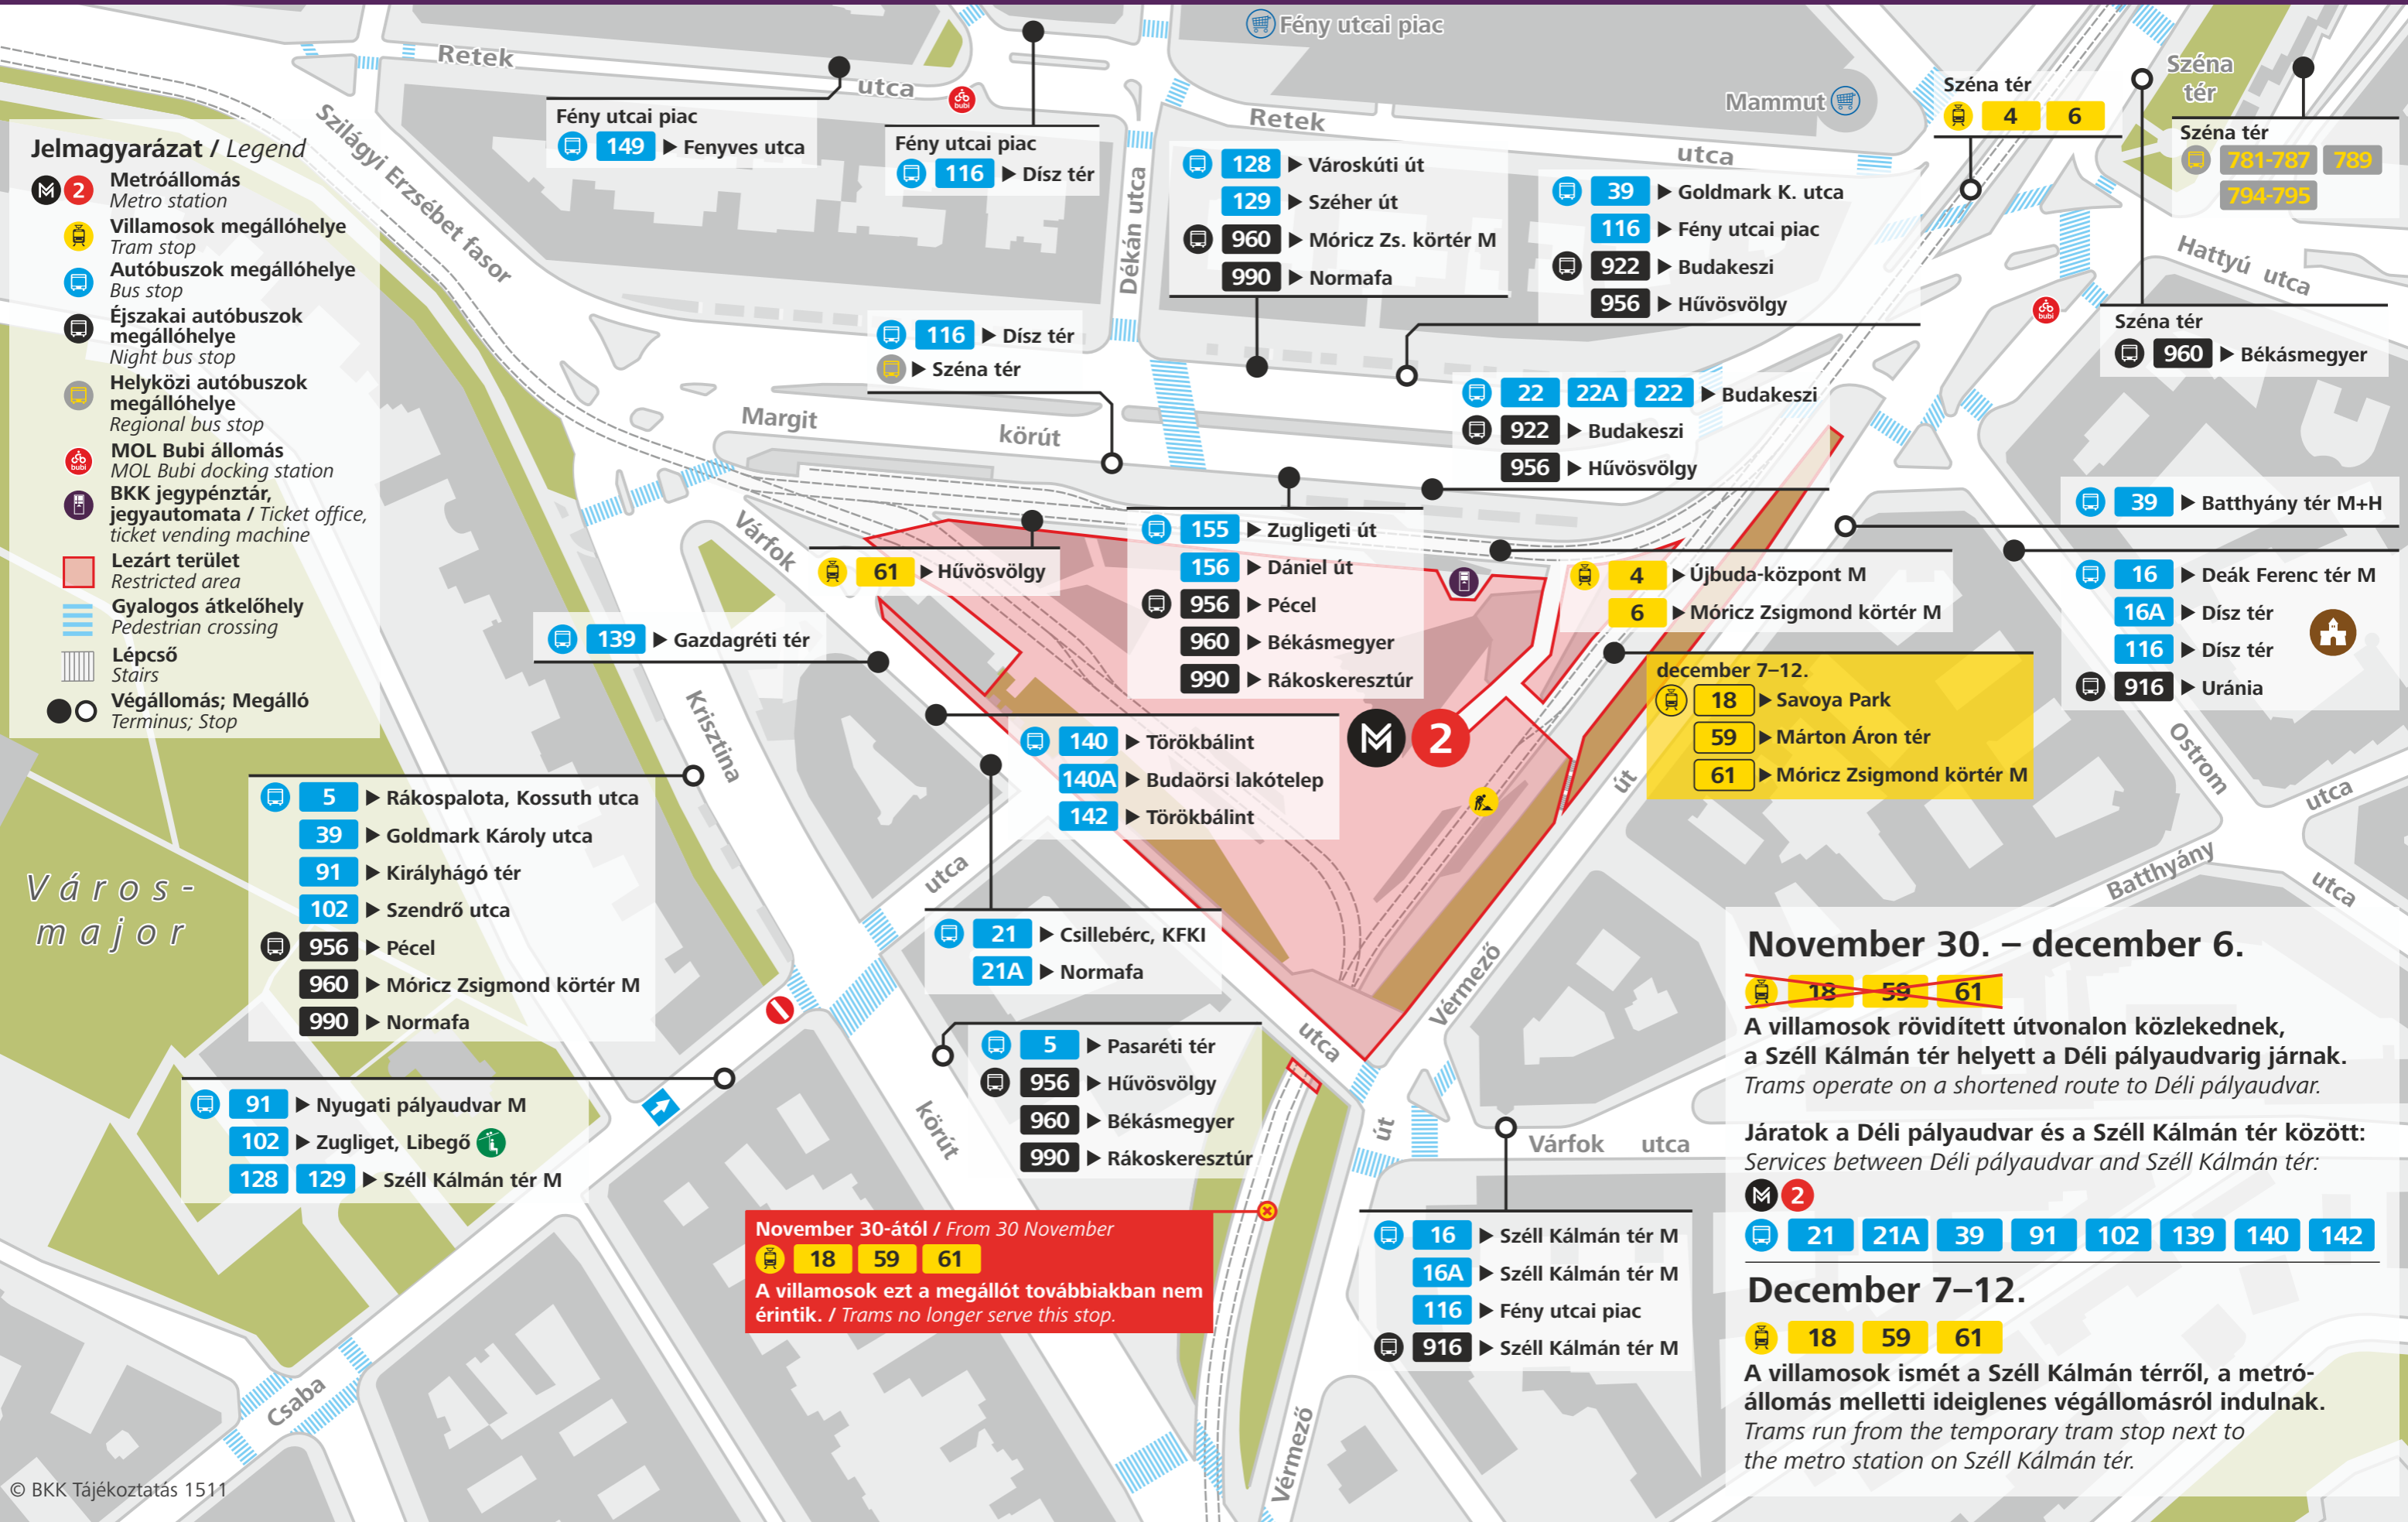 Fény utcai piac
Retek
utca
Szilágyi Erzsébet fasor
Dékán utca
Retek
utca
Mammut
Széna
tér
Hattyú utca
Jelmagyarázat / Legend
M 2 Metróállomás
Metro station
Villamosok megállóhelye
Tram stop
Autóbuszok megállóhelye
Bus stop
Éjszakai autóbuszok
megállóhelye
Night bus stop
Helyközi autóbuszok
megállóhelye
Regional bus stop
bubi MOL Bubi állomás
MOL Bubi docking station
BKK jegypénztár,
jegyautomata / Ticket office,
ticket vending machine
Lezárt terület
Restricted area
Gyalogos átkelőhely
Pedestrian crossing
Lépcső
Stairs
Végállomás; Megálló
Terminus; Stop
Fény utcai piac
149 ▶ Fenyves utca
bubi
Fény utcai piac
116 ▶ Dísz tér
128 ▶ Városkúti út
129 ▶ Széher út
960 ▶ Móricz Zs. körtér M
990 ▶ Normafa
39 ▶ Goldmark K. utca
116 ▶ Fény utcai piac
922 ▶ Budakeszi
956 ▶ Hűvösvölgy
Széna tér
4 6
Széna tér
781-787 789
794-795
bubi
Széna tér
960 ▶ Békásmegyer
116 ▶ Dísz tér
▶ Széna tér
Margit
körút
22 22A 222 ▶ Budakeszi
922 ▶ Budakeszi
956 ▶ Hűvösvölgy
39 ▶ Batthyány tér M+H
Várfok
61 ▶ Hűvösvölgy
155 ▶ Zugligeti út
156 ▶ Dániel út
956 ▶ Pécel
960 ▶ Békásmegyer
990 ▶ Rákoskeresztúr
4 ▶ Újbuda-központ M
6 ▶ Móricz Zsigmond körtér M
16 ▶ Deák Ferenc tér M
16A ▶ Dísz tér
116 ▶ Dísz tér
916 ▶ Uránia
139 ▶ Gazdagréti tér
december 7–12.
18 ▶ Savoya Park
59 ▶ Márton Áron tér
61 ▶ Móricz Zsigmond körtér M
M 2
140 ▶ Törökbálint
140A ▶ Budaörsi lakótelep
142 ▶ Törökbálint
Krisztina
Ostrom
utca
út
5 ▶ Rákospalota, Kossuth utca
39 ▶ Goldmark Károly utca
91 ▶ Királyhágó tér
102 ▶ Szendrő utca
956 ▶ Pécel
960 ▶ Móricz Zsigmond körtér M
990 ▶ Normafa
Város-
major
utca
Batthyány
utca
21 ▶ Csillebérc, KFKI
21A ▶ Normafa
Vérmező
utca
5 ▶ Pasaréti tér
956 ▶ Hűvösvölgy
960 ▶ Békásmegyer
990 ▶ Rákoskeresztúr
91 ▶ Nyugati pályaudvar M
102 ▶ Zugliget, Libegő
128 129 ▶ Széll Kálmán tér M
körút
út
Várfok utca
November 30-ától / From 30 November
18 59 61
A villamosok ezt a megállót továbbiakban nem
érintik. / Trams no longer serve this stop.
16 ▶ Széll Kálmán tér M
16A ▶ Széll Kálmán tér M
116 ▶ Fény utcai piac
916 ▶ Széll Kálmán tér M
November 30. – december 6.
18 59 61
A villamosok rövidített útvonalon közlekednek,
a Széll Kálmán tér helyett a Déli pályaudvarig járnak.
Trams operate on a shortened route to Déli pályaudvar.
Járatok a Déli pályaudvar és a Széll Kálmán tér között:
Services between Déli pályaudvar and Széll Kálmán tér:
M 2
21 21A 39 91 102 139 140 142
December 7–12.
18 59 61
A villamosok ismét a Széll Kálmán térről, a metró-
állomás melletti ideiglenes végállomásról indulnak.
Trams run from the temporary tram stop next to
the metro station on Széll Kálmán tér.
Csaba
Vérmező
© BKK Tájékoztatás 1511